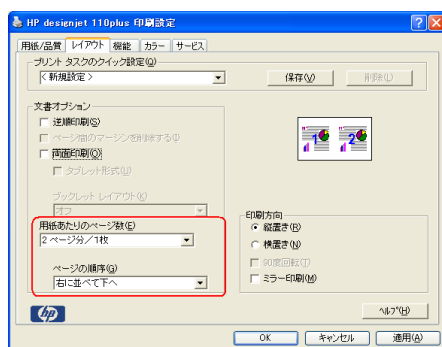 HP designjet 110plus 印刷設定
用紙/品質 レイアウト 機能 カラー サービス
プリント タスクのクイック設定(Q)
< 新規設定 >
保存(V) 削除(L)
文書オプション
逆順印刷(S)
ページ間のマージンを削除する(I)
両面印刷(O)
タブレット形式(U)
ブックレット レイアウト(K)
オフ
用紙あたりのページ数(E)
2 ページ分/1枚
ページの順序(G)
右に並べて下へ
1 2
印刷方向
縦置き(R)
横置き(N)
90度回転(T)
ミラー印刷(M)
hp
ヘルプ(H)
OK キャンセル 適用(A)